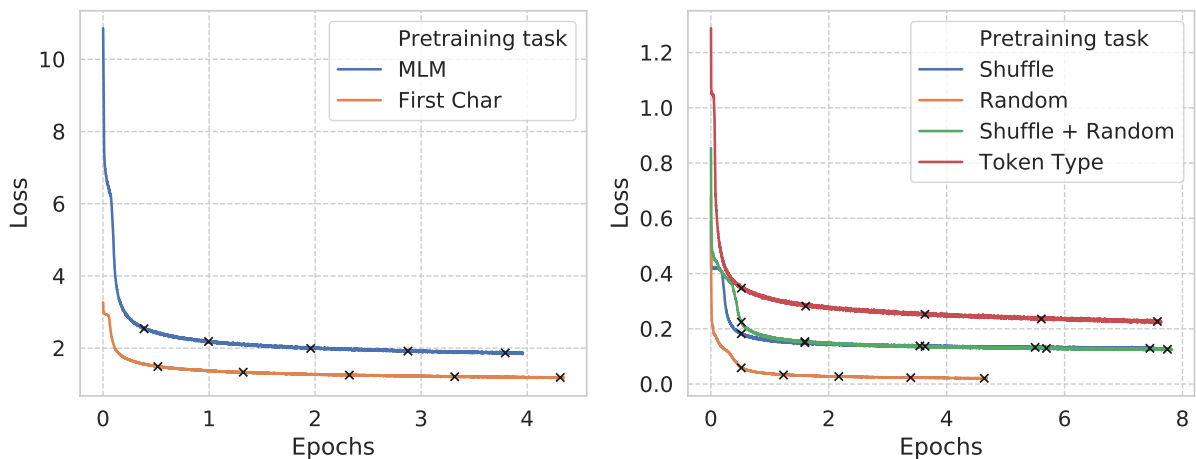 Pretraining task
MLM
First Char
10
8
6
4
2
0
1
2
3
4
Loss
Epochs
Pretraining task
Shuffle
Random
Shuffle + Random
Token Type
1.2
1.0
0.8
0.6
0.4
0.2
0.0
0
2
4
6
8
Loss
Epochs